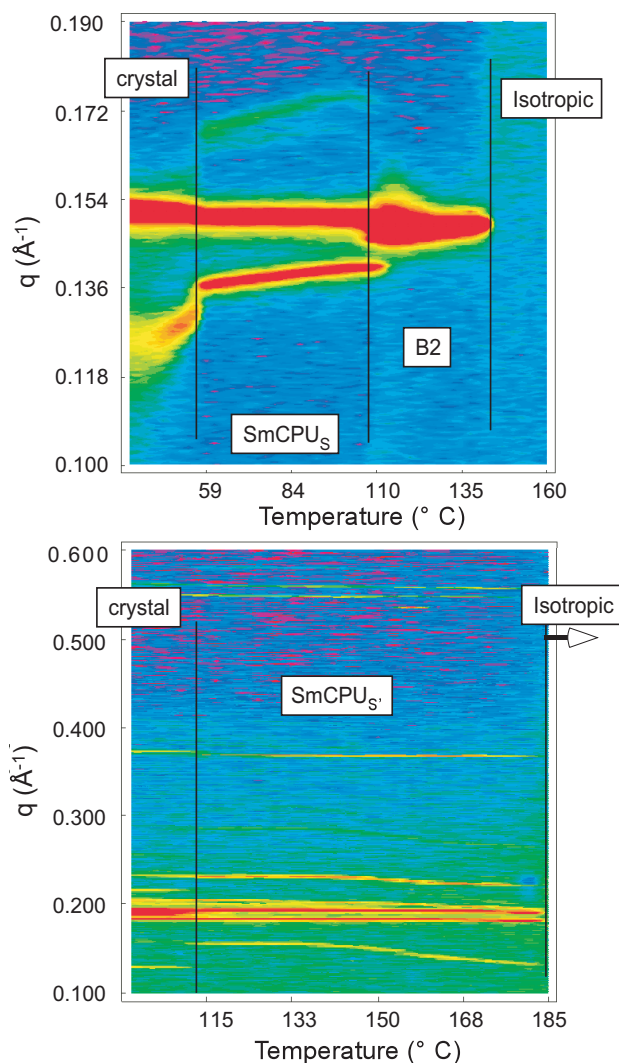 0.190
crystal
Isotropic
0.172
0.154
q (Å-1)
0.136
B2
0.118
SmCPUS
0.100
59 84 110 135 160
Temperature (° C)
0.600
crystal
Isotropic
0.500
SmCPUS'
0.400
q (Å-1)-
0.300
0.200
0.100
115 133 150 168 185
Temperature (° C)